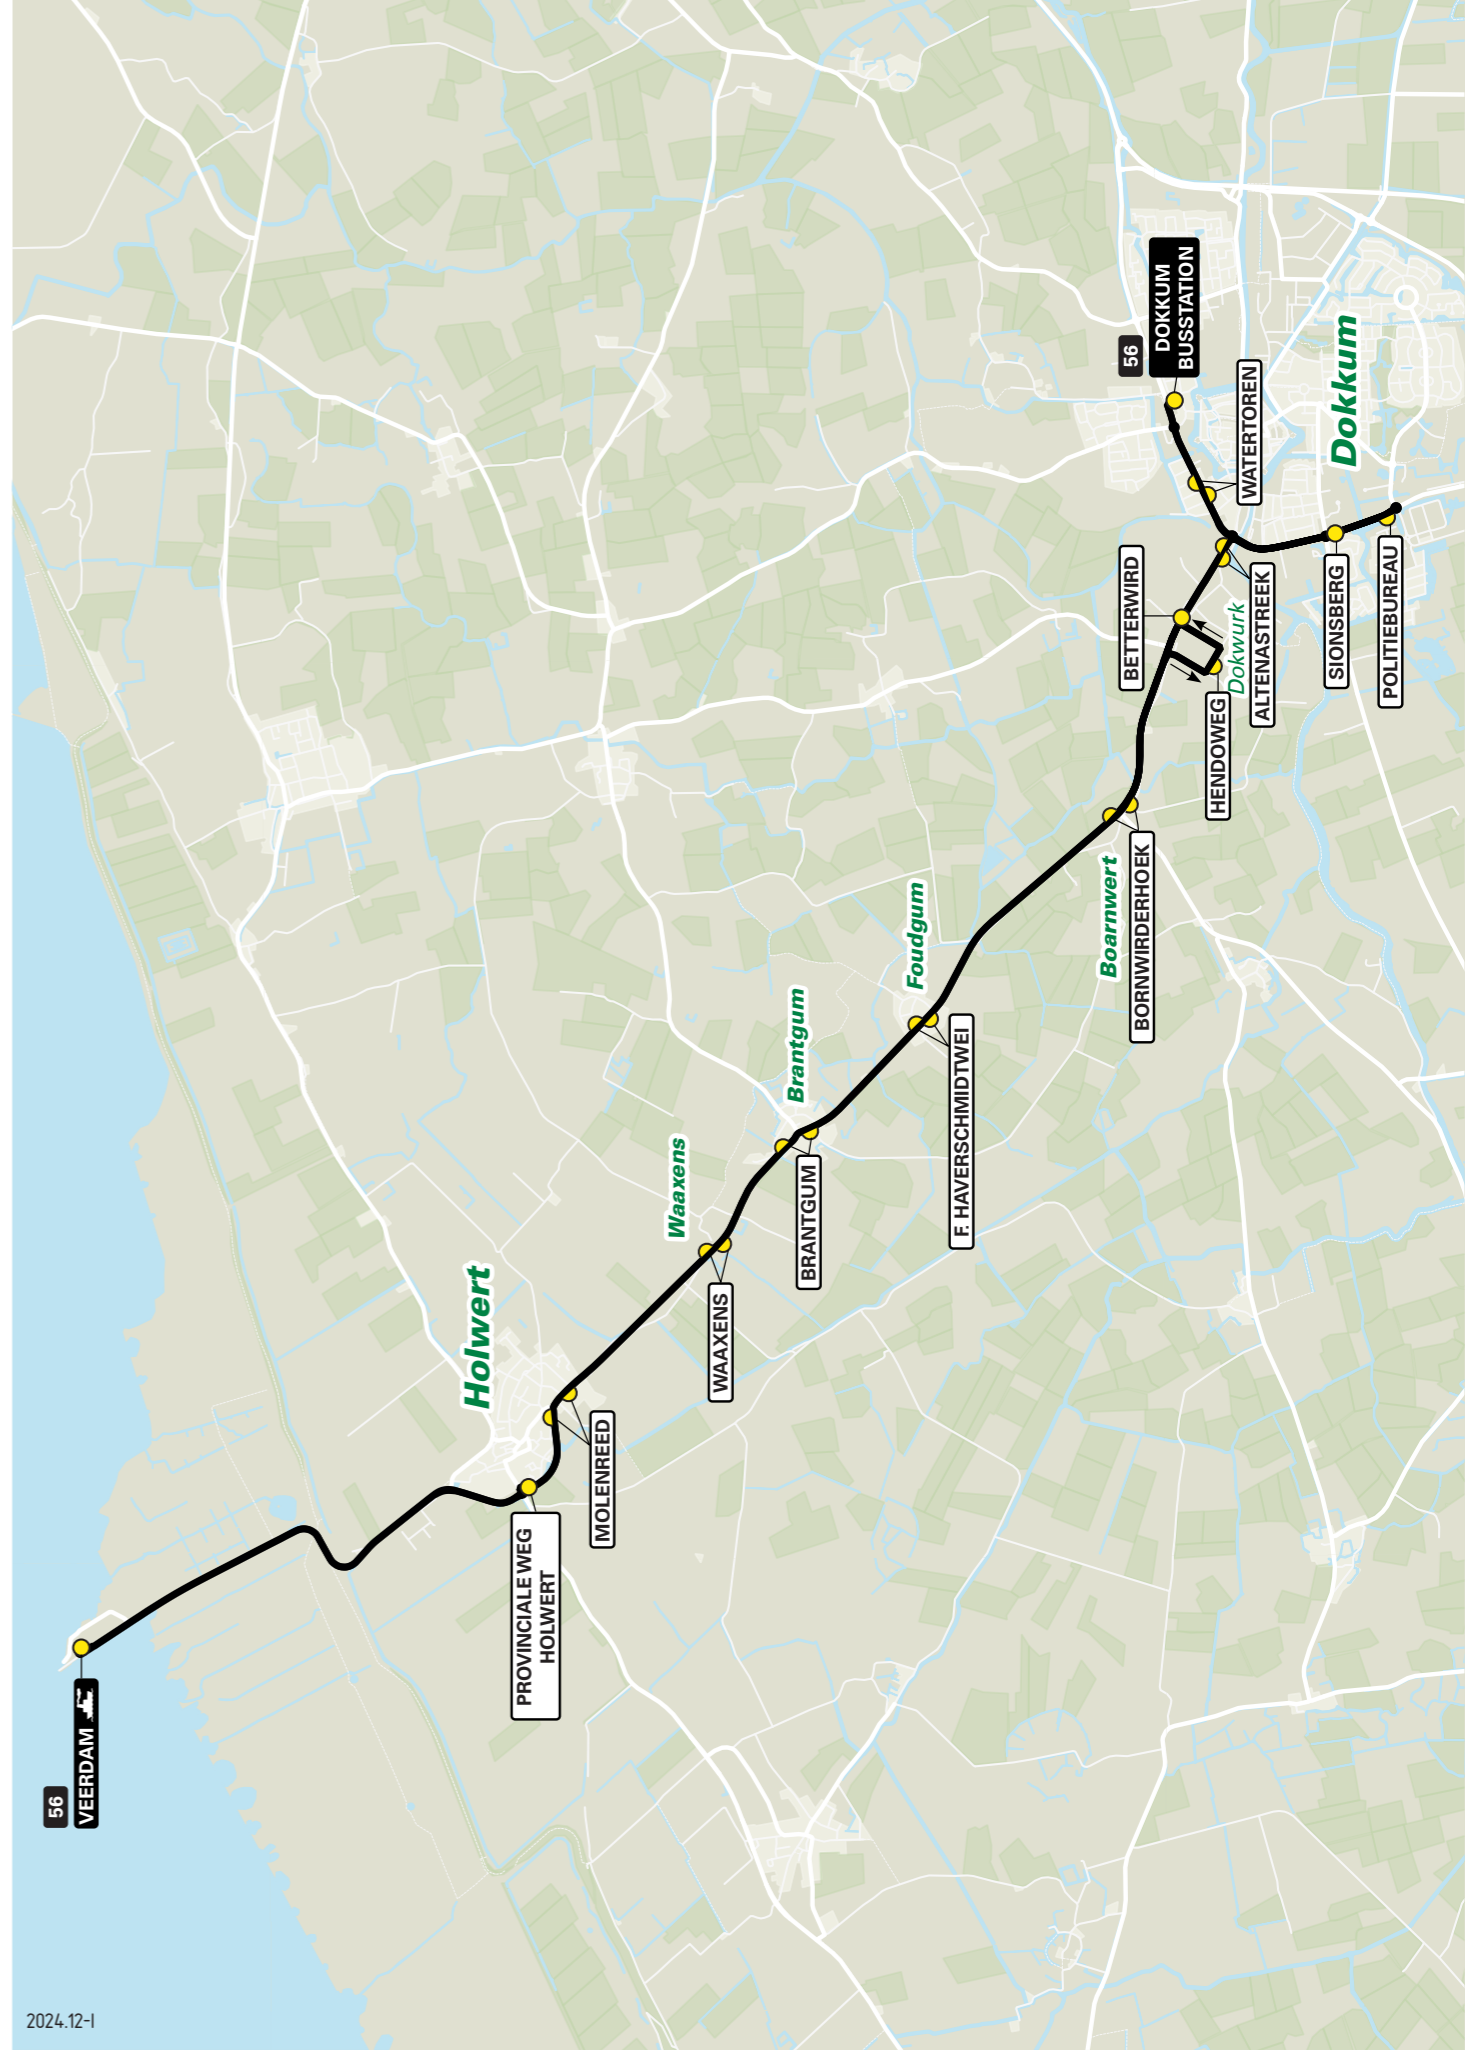 56
VEERDAM
Holwert
PROVINCIALE WEG
HOLWERT
MOLENREED
Waaxens
WAAXENS
Brantgum
BRANTGUM
Foudgum
F. HAVERSCHMIDTWEI
Boarnwert
BORNWIRDERHOEK
BETTERWIRD
HENDOWEG
Dokwurk
ALTENASTREEK
WATERTOREN
56
DOKKUM
BUSSTATION
Dokkum
SIONSBERG
POLITIEBUREAU
2024.12-I